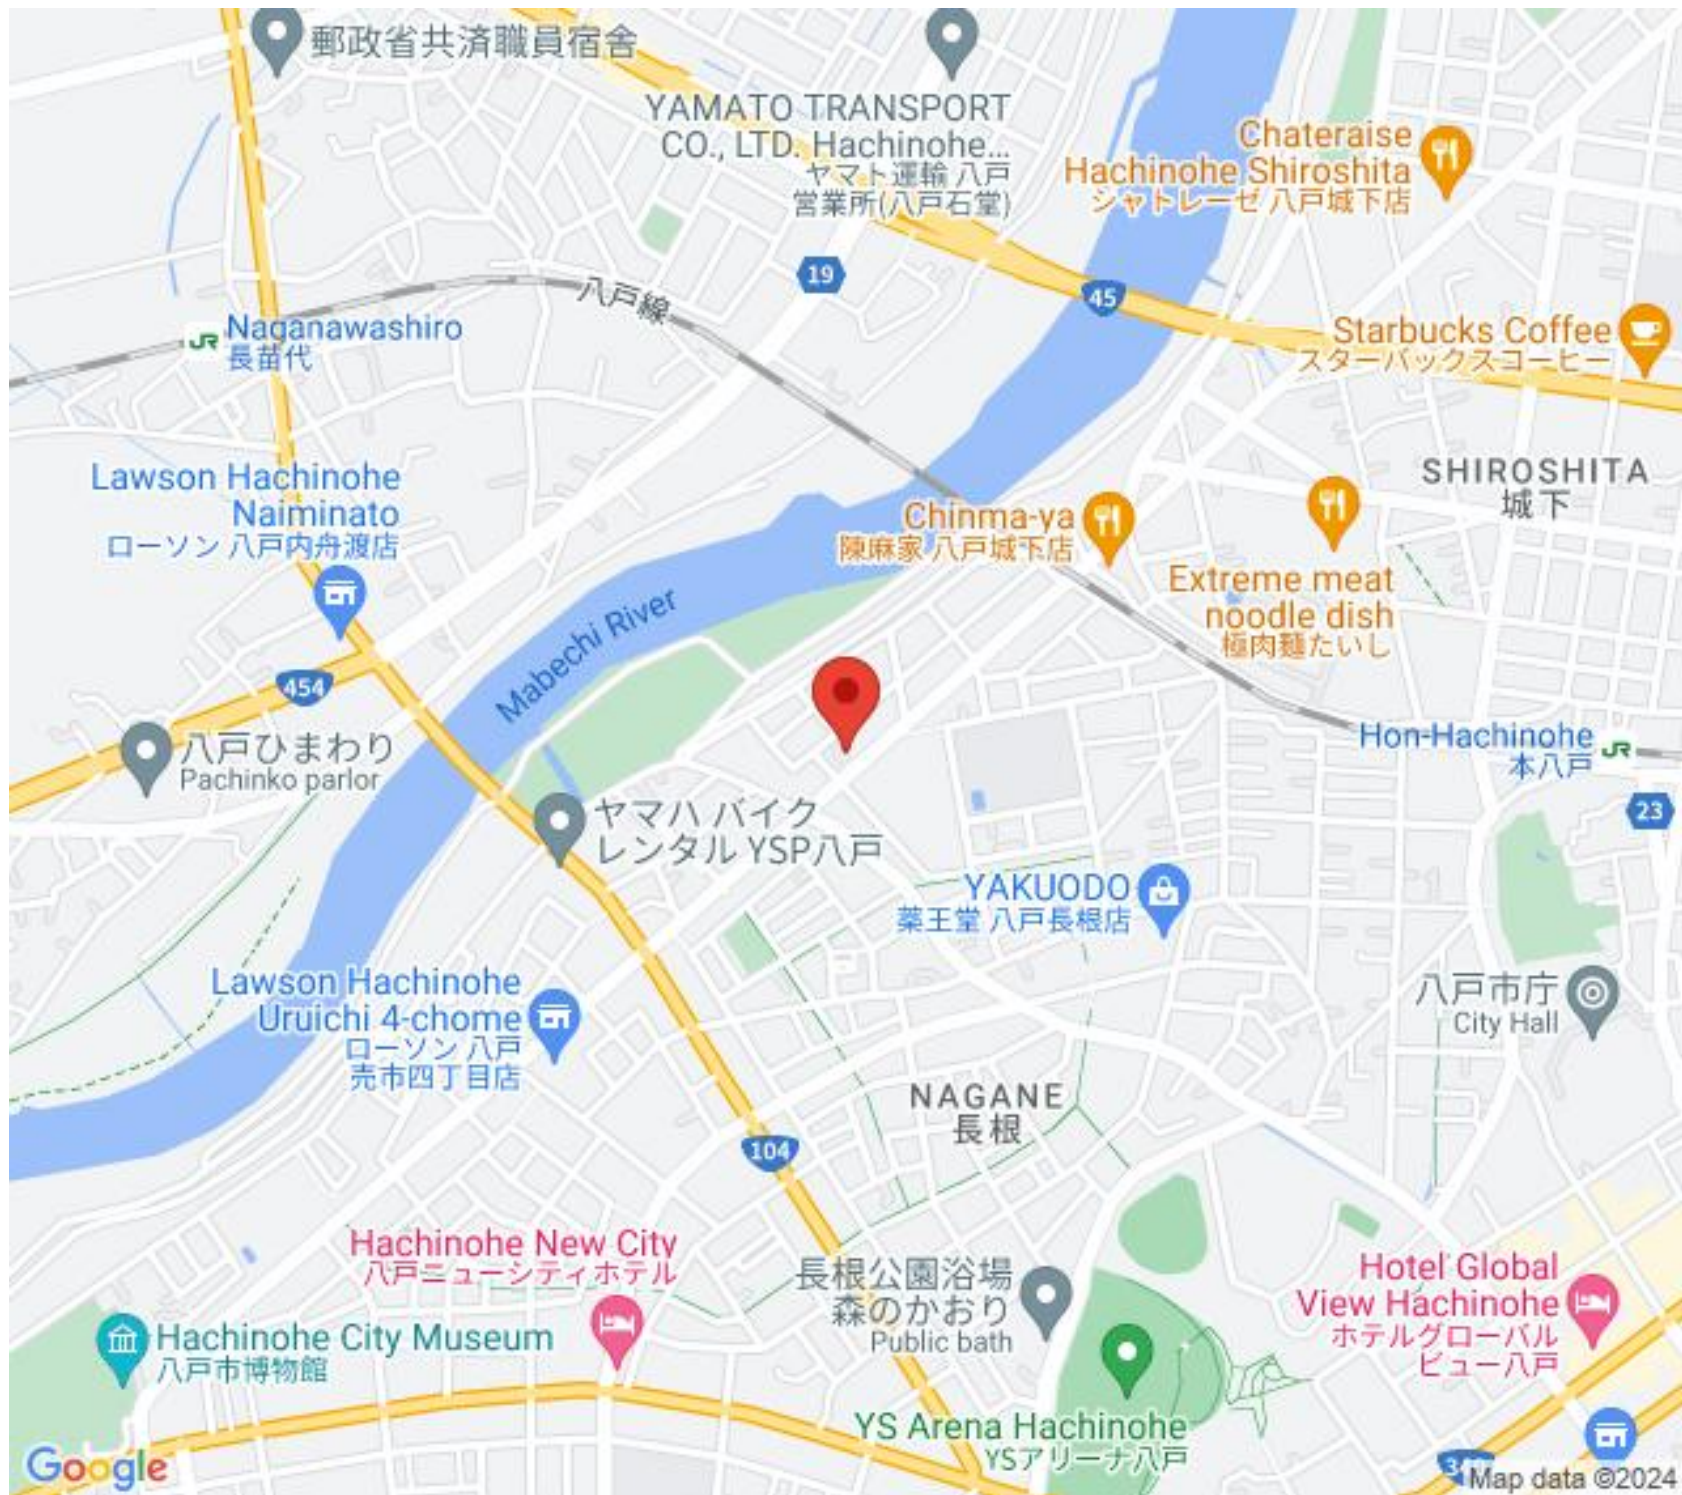 郵政省共済職員宿舎
YAMATO TRANSPORT
CO., LTD. Hachinohe...
ヤマト運輸 八戸
営業所(八戸石堂)
Chateraise
Hachinohe Shiroshita
シャトレーゼ 八戸城下店
19
八戸線
45
Naganawashiro
長苗代
JR
Starbucks Coffee
スターバックスコーヒー
Lawson Hachinohe
Naiminato
ローソン 八戸内舟渡店
SHIROSHITA
城下
Chinma-ya
陳麻家 八戸城下店
Extreme meat
noodle dish
極肉麺たいし
Mabechi River
454
八戸ひまわり
Pachinko parlor
Hon-Hachinohe
本八戸
JR
23
ヤマハ バイク
レンタル YSP八戸
YAKUODO
薬王堂 八戸長根店
Lawson Hachinohe
Uruichi 4-chome
ローソン 八戸
売市四丁目店
八戸市庁
City Hall
NAGANE
長根
104
Hachinohe New City
八戸ニューシティホテル
長根公園浴場
森のかおり
Public bath
Hotel Global
View Hachinohe
ホテルグローバル
ビュー八戸
Hachinohe City Museum
八戸市博物館
YS Arena Hachinohe
YSアリーナ八戸
Google
Map data ©2024